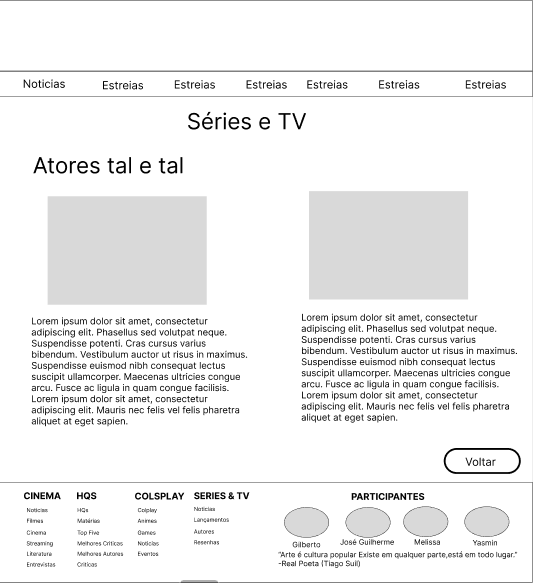 Noticias Estreias Estreias Estreias Estreias Estreias Estreias
Séries e TV
Atores tal e tal
Lorem ipsum dolor sit amet, consectetur
adipiscing elit. Phasellus sed volutpat neque.
Suspendisse potenti. Cras cursus varius
bibendum. Vestibulum auctor ut risus in maximus.
Suspendisse euismod nibh consequat lectus
suscipit ullamcorper. Maecenas ultricies congue
arcu. Fusce ac ligula in quam congue facilisis.
Lorem ipsum dolor sit amet, consectetur
adipiscing elit. Mauris nec felis vel felis pharetra
aliquet at eget sapien.
Lorem ipsum dolor sit amet, consectetur
adipiscing elit. Phasellus sed volutpat neque.
Suspendisse potenti. Cras cursus varius
bibendum. Vestibulum auctor ut risus in maximus.
Suspendisse euismod nibh consequat lectus
suscipit ullamcorper. Maecenas ultricies congue
arcu. Fusce ac ligula in quam congue facilisis.
Lorem ipsum dolor sit amet, consectetur
adipiscing elit. Mauris nec felis vel felis pharetra
aliquet at eget sapien.
Voltar
CINEMA
Noticias
Filmes
Cinema
Streaming
Literatura
Entrevistas
HQS
HQs
Matérias
Top Five
Melhores Criticas
Melhores Autores
Criticas
COLSPLAY
Colplay
Animes
Games
Noticias
Eventos
SERIES & TV
Noticias
Lançamentos
Autores
Resenhas
PARTICIPANTES
Gilberto José Guilherme Melissa Yasmin
"Arte é cultura popular Existe em qualquer parte,está em todo lugar."
-Real Poeta (Tiago Suil)